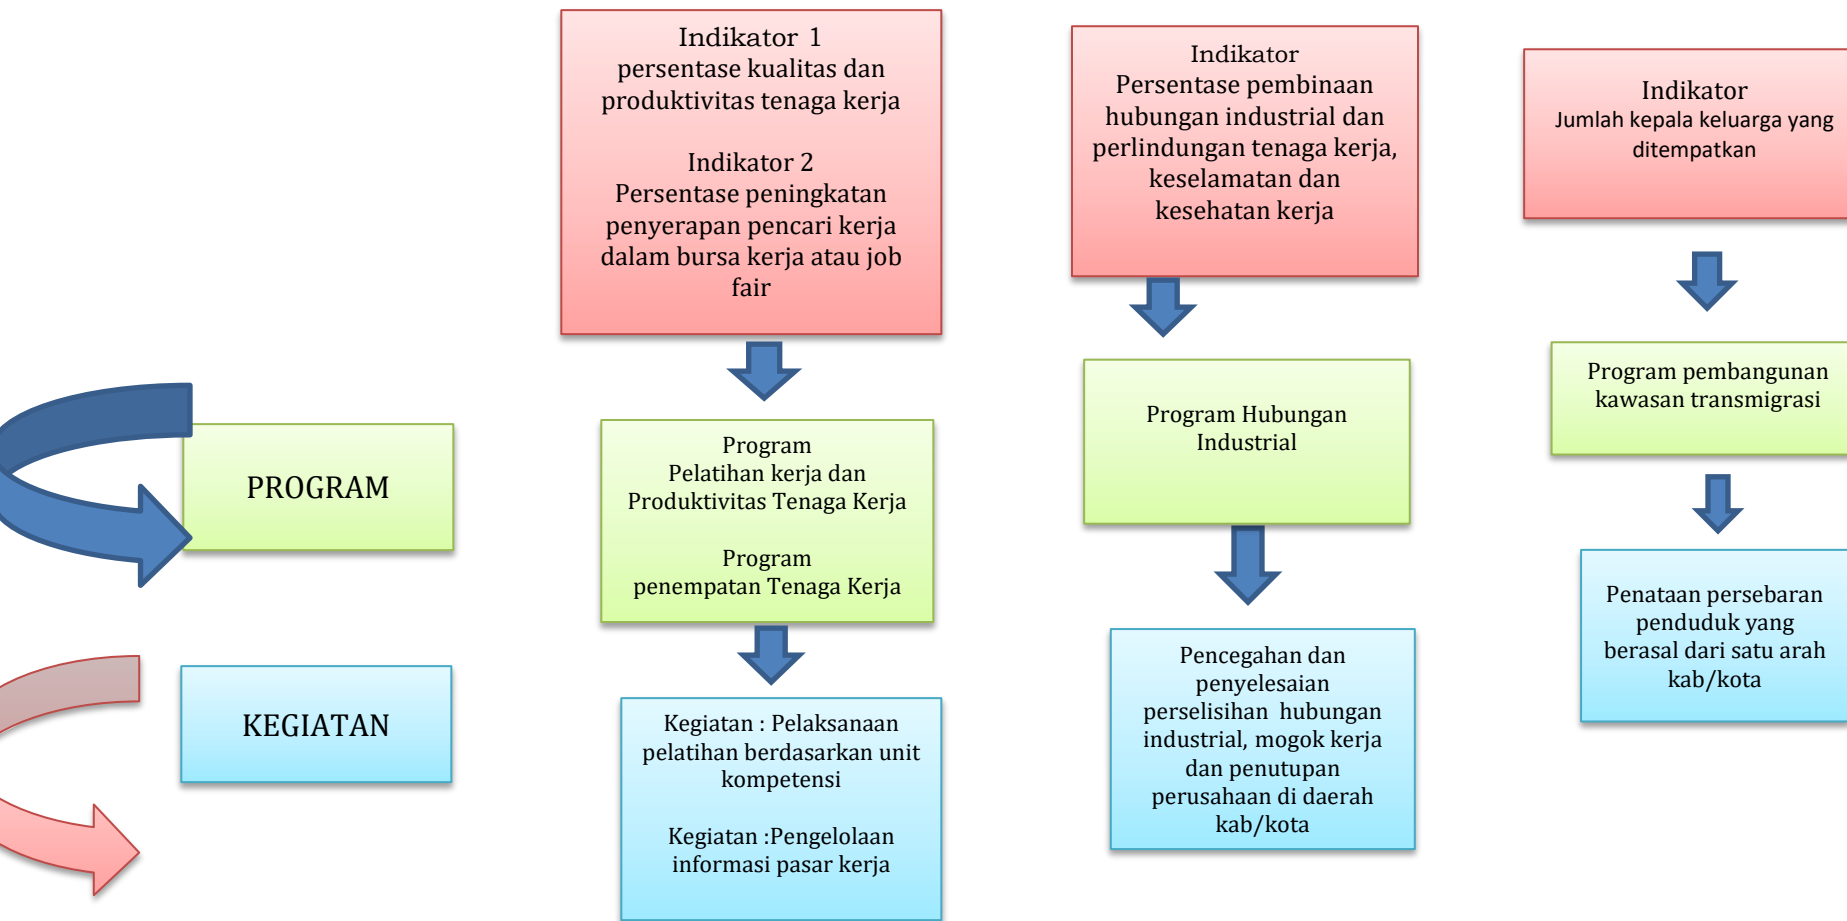 Indikator 1
persentase kualitas dan
produktivitas tenaga kerja
Indikator 2
Persentase peningkatan
penyerapan pencari kerja
dalam bursa kerja atau job
fair
Indikator
Persentase pembinaan
hubungan industrial dan
perlindungan tenaga kerja,
keselamatan dan
kesehatan kerja
Indikator
Jumlah kepala keluarga yang
ditempatkan
PROGRAM
Program
Pelatihan kerja dan
Produktivitas Tenaga Kerja
Program
penempatan Tenaga Kerja
Program Hubungan
Industrial
Program pembangunan
kawasan transmigrasi
KEGIATAN
Kegiatan : Pelaksanaan
pelatihan berdasarkan unit
kompetensi
Kegiatan :Pengelolaan
informasi pasar kerja
Pencegahan dan
penyelesaian
perselisihan  hubungan
industrial, mogok kerja
dan penutupan
perusahaan di daerah
kab/kota
Penataan persebaran
penduduk yang
berasal dari satu arah
kab/kota